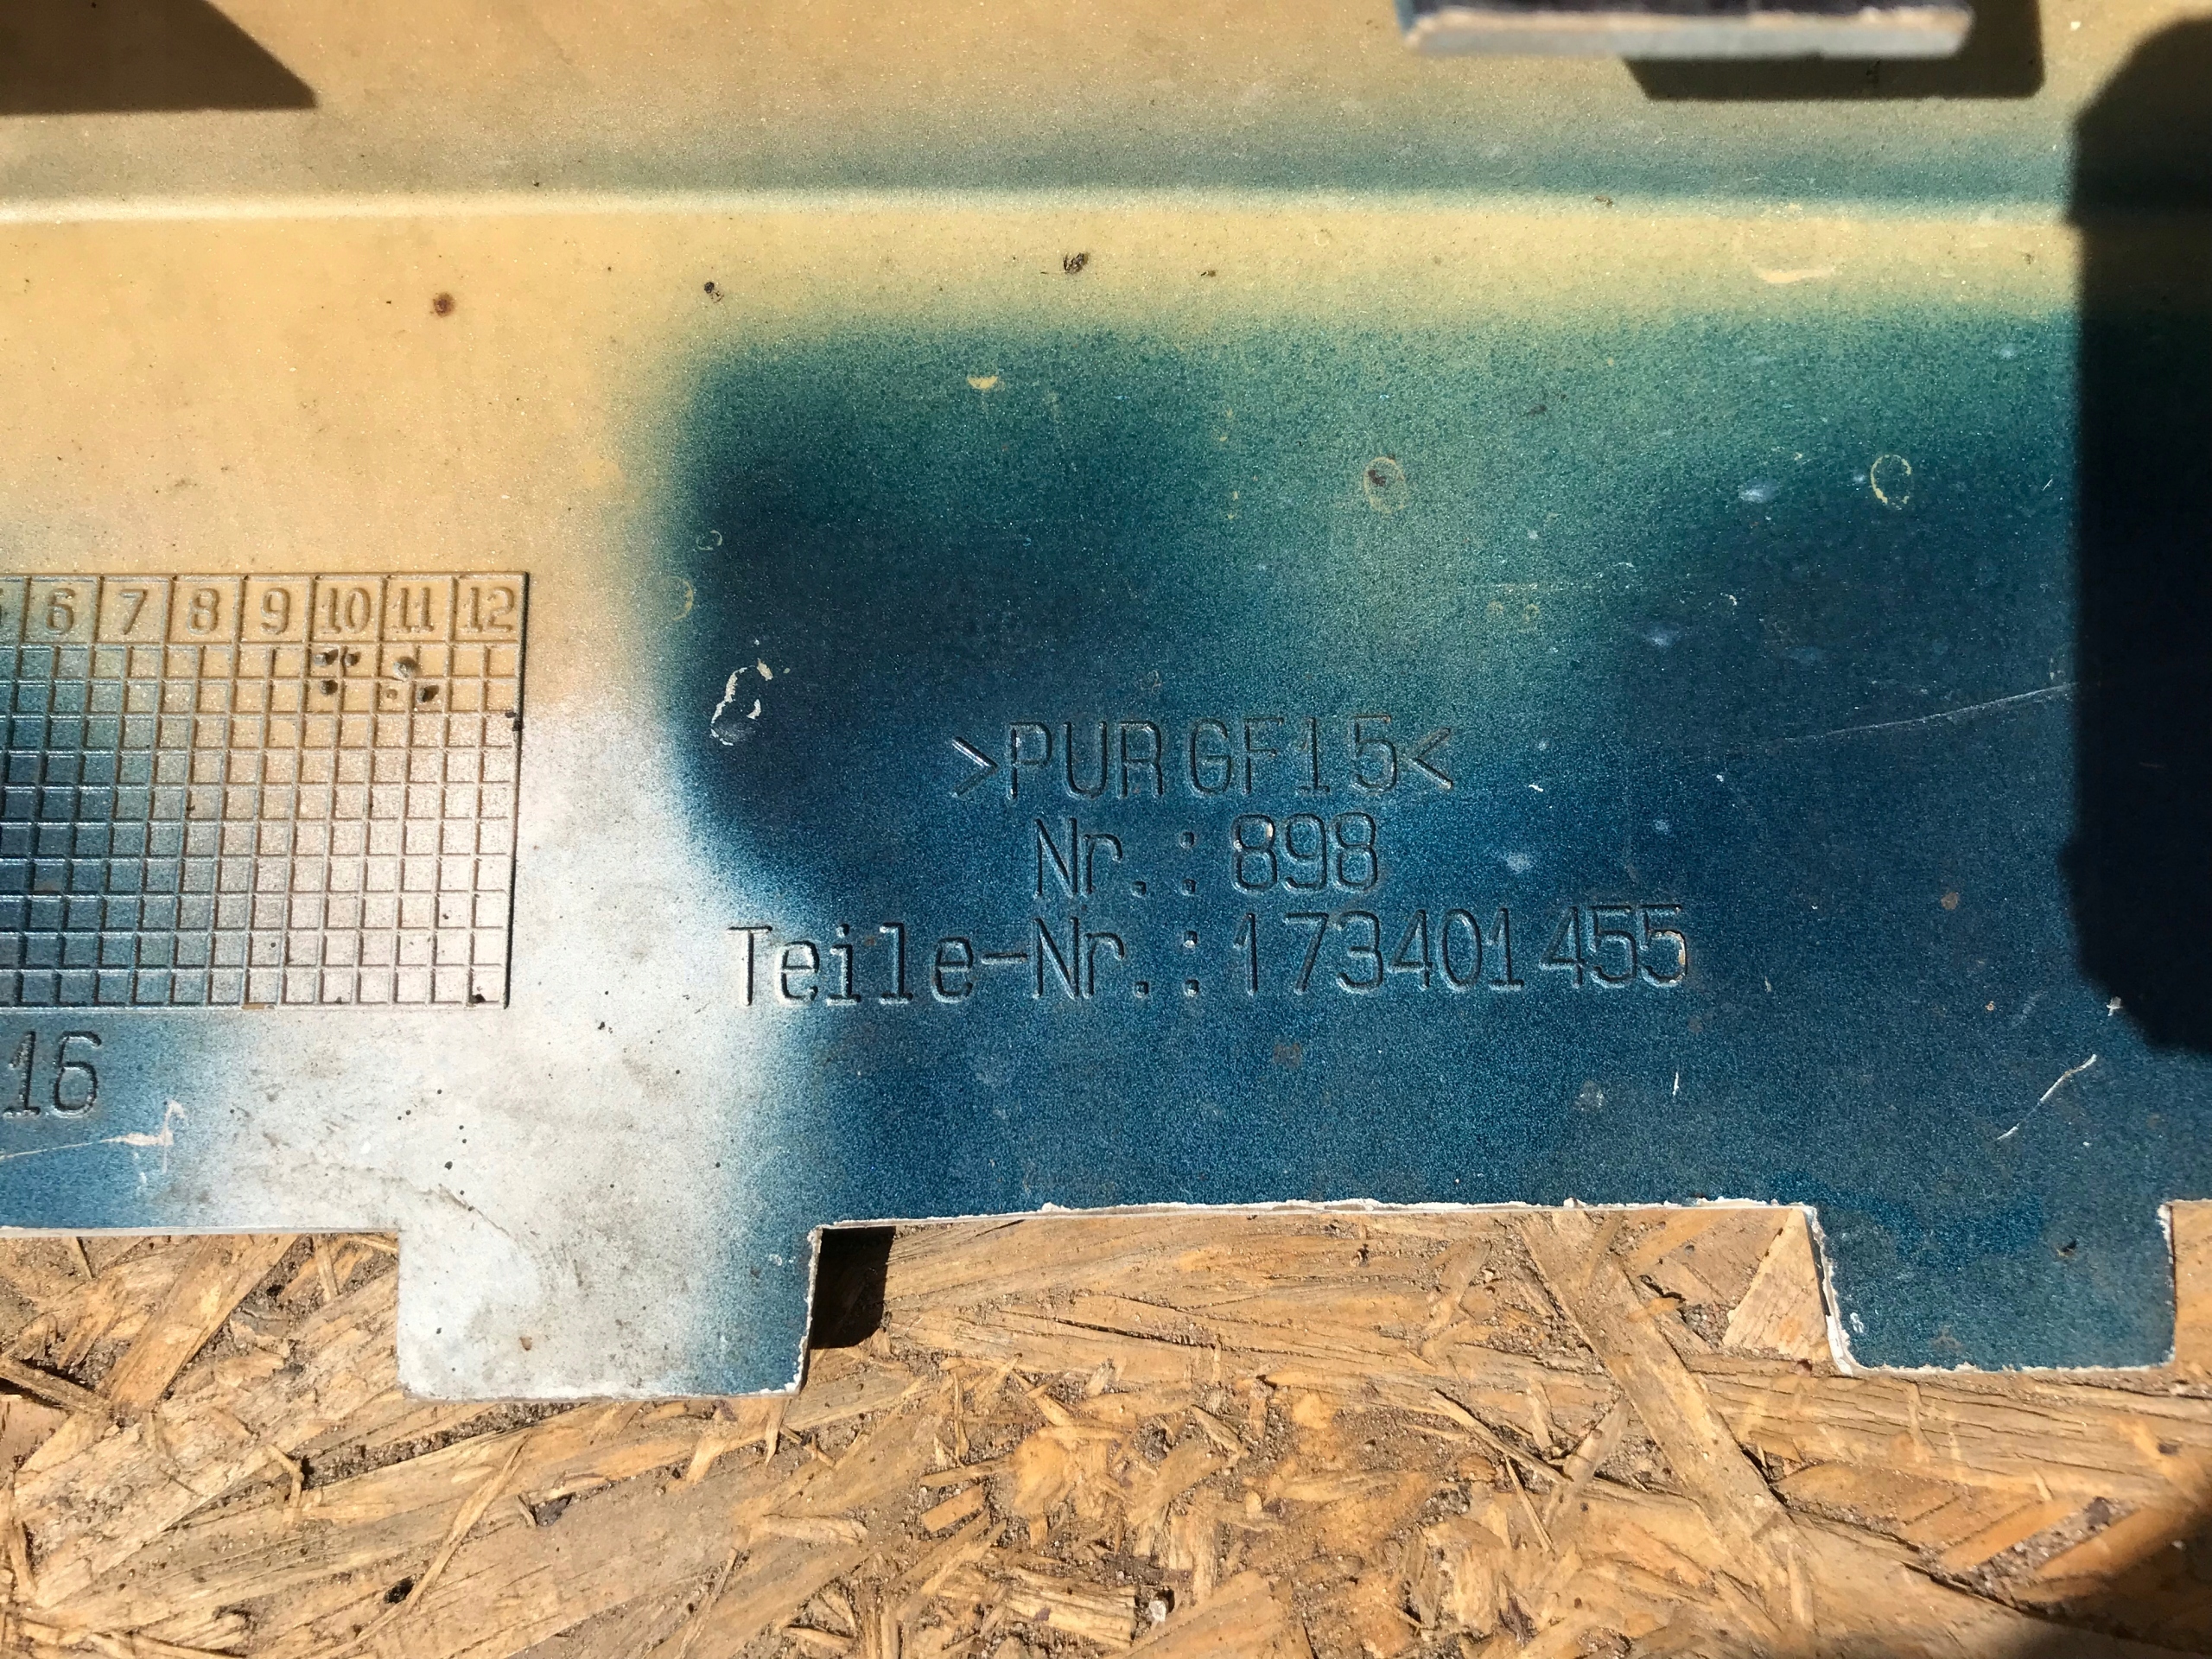 6 7 8 9 10 11 12
>PUR GF15<
Nr.:898
Teile-Nr.:173401455
16